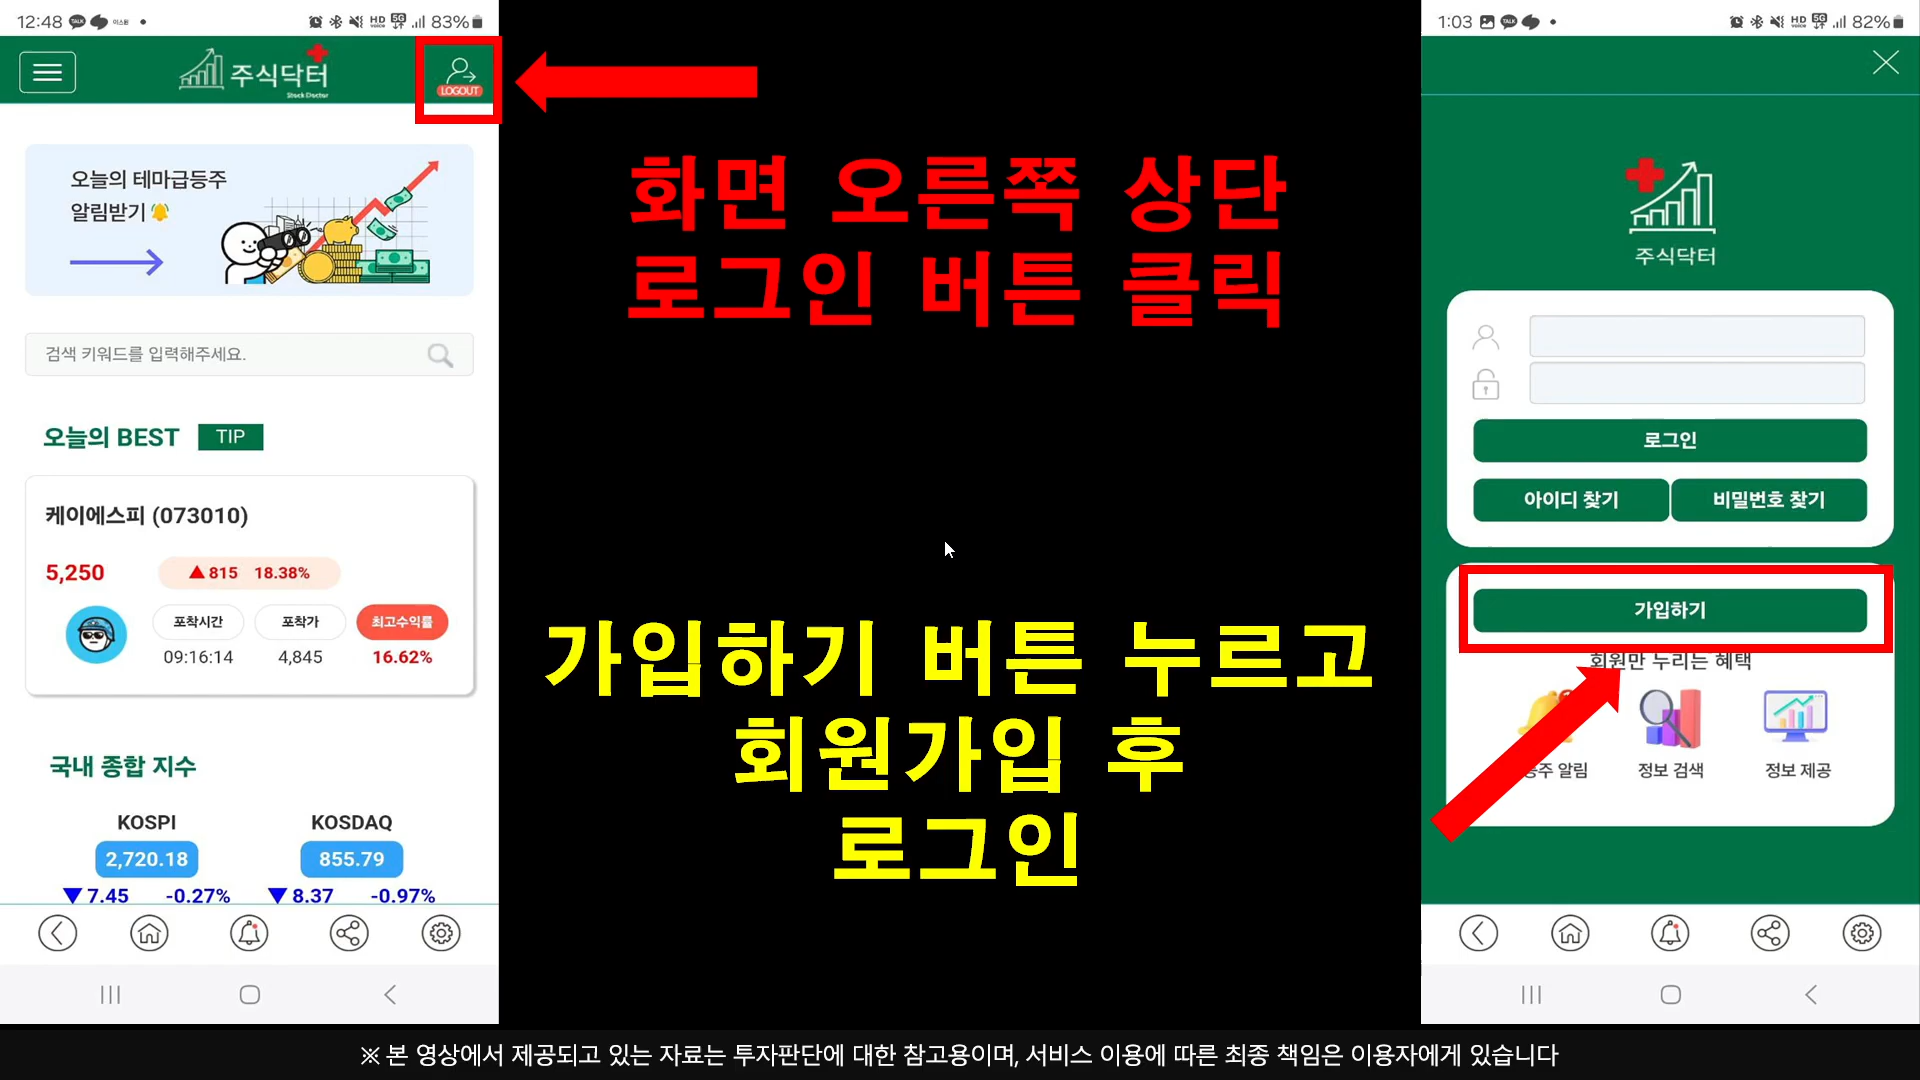 12:48
이스트
HD
5G
83%
주식닥터
Stock Doctor
LOGOUT
오늘의 테마급등주
알림받기
검색 키워드를 입력해주세요.
오늘의 BEST TIP
케이에스피 (073010)
5,250 ▲815 18.38%
포착시간 포착가 최고수익률
09:16:14 4,845 16.62%
국내 종합 지수
KOSPI KOSDAQ
2,720.18 855.79
▼7.45 -0.27% ▼8.37 -0.97%
화면 오른쪽 상단
로그인 버튼 클릭
가입하기 버튼 누르고
회원가입 후
로그인
1:03
HD
5G
82%
주식닥터
로그인
아이디 찾기 비밀번호 찾기
가입하기
회원만 누리는 혜택
등주 알림 정보 검색 정보 제공
※ 본 영상에서 제공되고 있는 자료는 투자판단에 대한 참고용이며, 서비스 이용에 따른 최종 책임은 이용자에게 있습니다